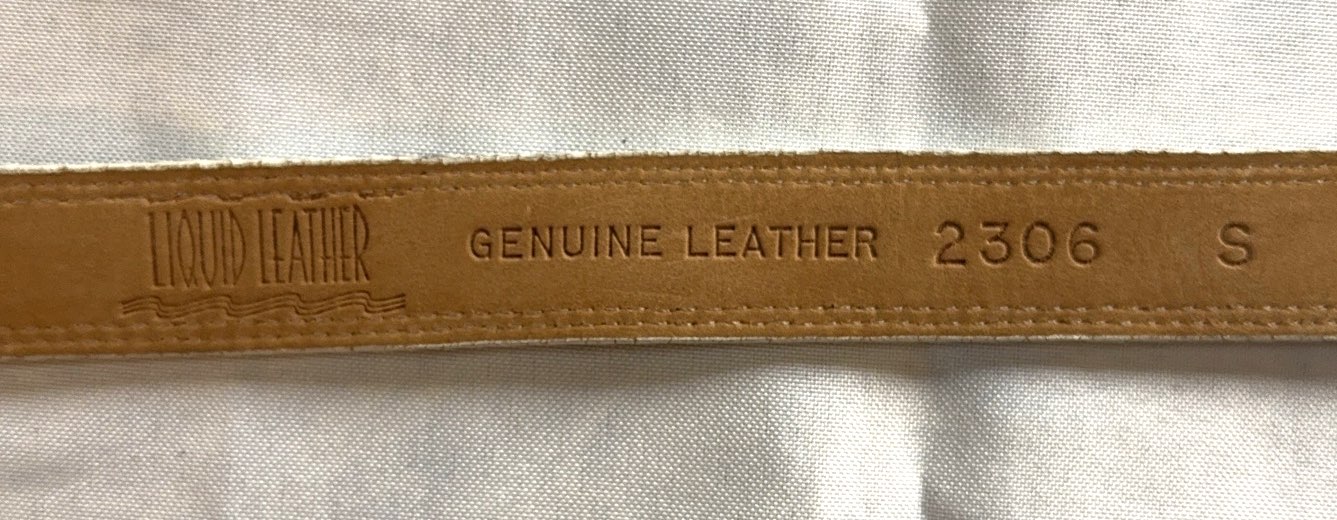 LIQUID LEATHER GENUINE LEATHER 2306 S